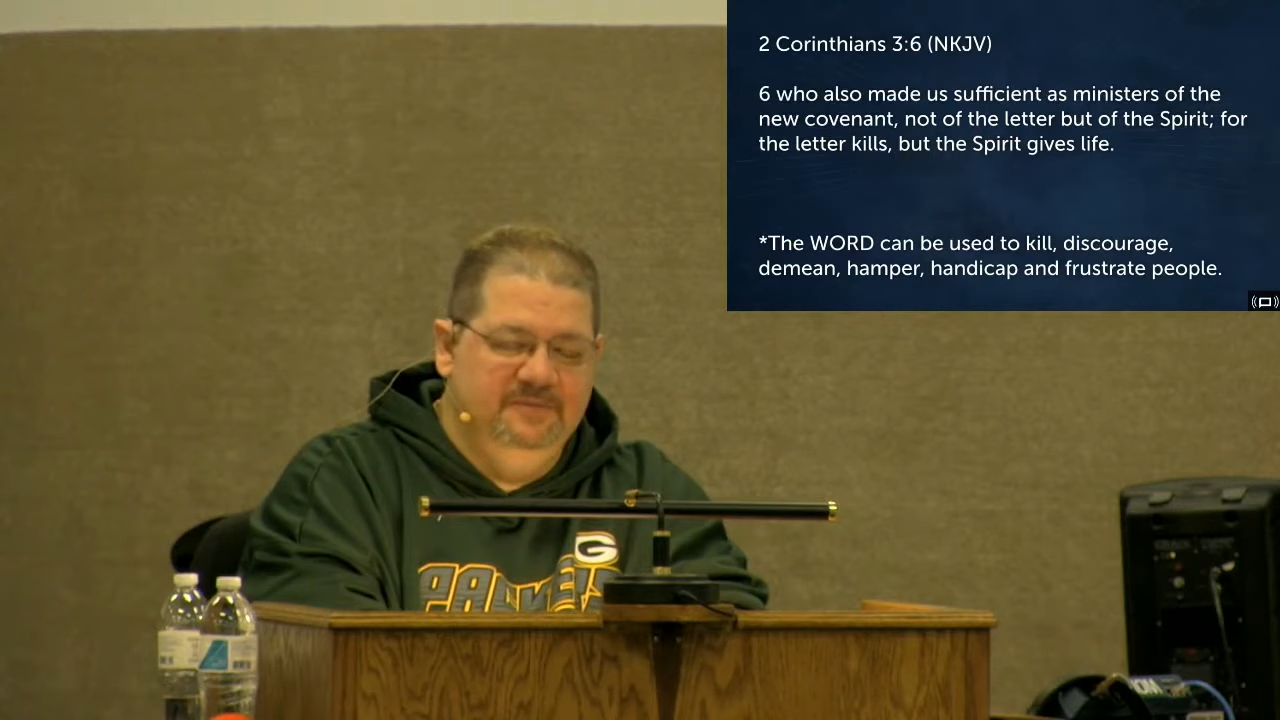 2 Corinthians 3:6 (NKJV)
6 who also made us sufficient as ministers of the
new covenant, not of the letter but of the Spirit; for
the letter kills, but the Spirit gives life.
*The WORD can be used to kill, discourage,
demean, hamper, handicap and frustrate people.
G
PACKERS